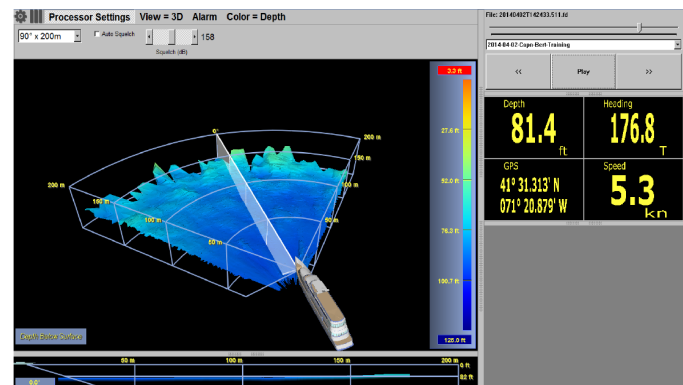 Processor Settings View = 3D Alarm Color = Depth
90° x 200m
Auto Squelch
158
Squelch (dB)
File: 20140402T142433.511.fd
2014-04-02-Cape-Bert-Training
<< Play >>
3.3 ft
27.6 ft
52.0 ft
76.3 ft
100.7 ft
125.0 ft
0°
200 m
150 m
100 m
50 m
200 m
150 m
100 m
50 m
Depth Below Surface
Depth
81.4 ft
Heading
176.8 T
GPS
41° 31.313' N
071° 20.879' W
Speed
5.3 kn
50 m 100 m 150 m 200 m
0 ft
82 ft
0.0°